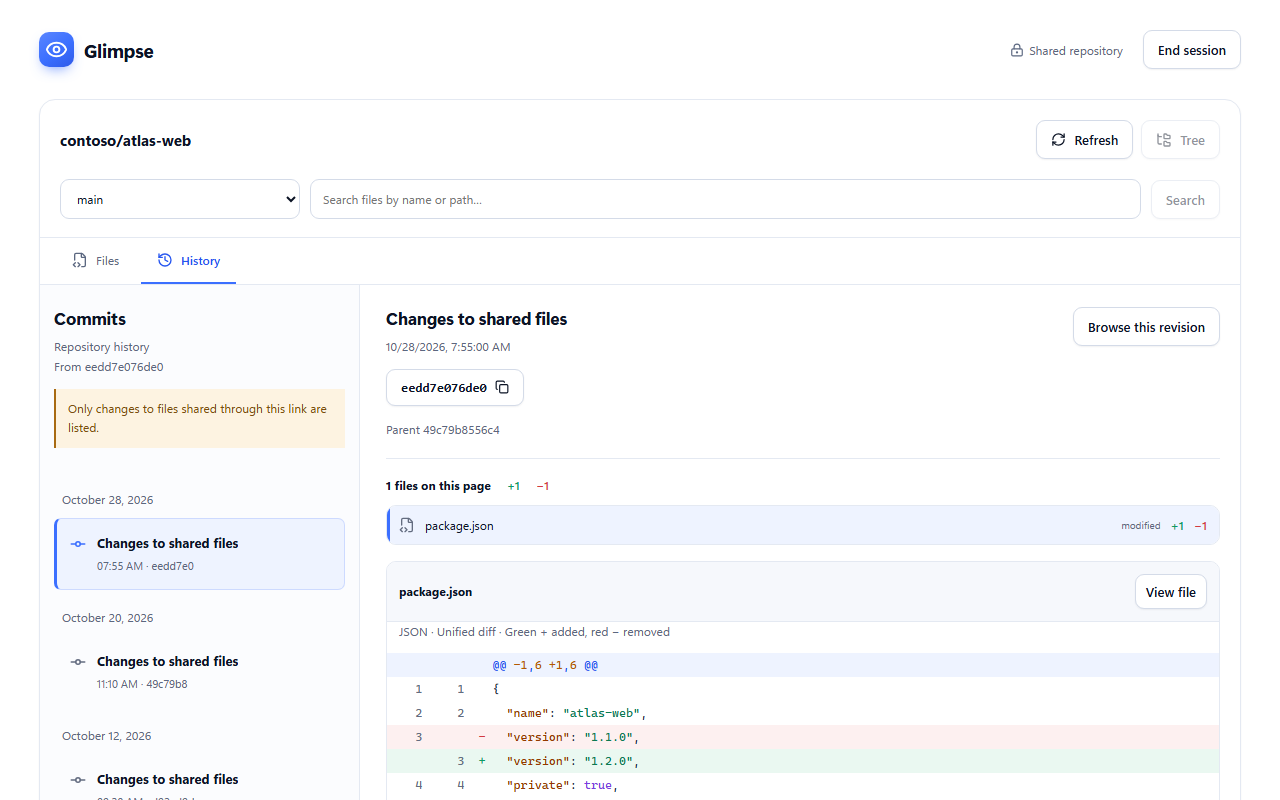 Glimpse
Shared repository
End session
contoso/atlas-web
Refresh
Tree
main
Search files by name or path...
Search
Files
History
Commits
Repository history
From eedd7e076de0
Only changes to files shared through this link are
listed.
October 28, 2026
Changes to shared files
07:55 AM · eedd7e0
October 20, 2026
Changes to shared files
11:10 AM · 49c79b8
October 12, 2026
Changes to shared files
Changes to shared files
10/28/2026, 7:55:00 AM
Browse this revision
eedd7e076de0
Parent 49c79b8556c4
1 files on this page +1 −1
package.json
modified +1 −1
package.json
View file
JSON · Unified diff · Green + added, red − removed
@@ −1,6 +1,6 @@
1 1 {
2 2 "name": "atlas-web",
3 − "version": "1.1.0",
3 + "version": "1.2.0",
4 4 "private": true,